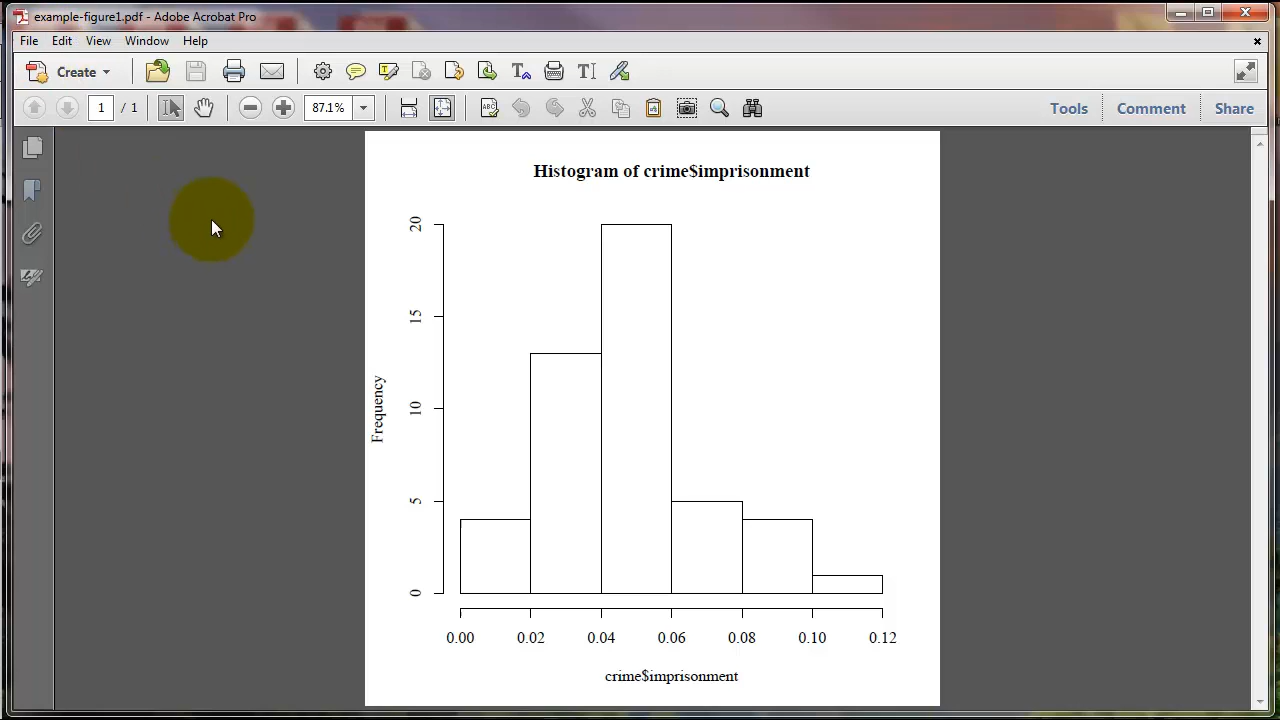 example-figure1.pdf - Adobe Acrobat Pro
File Edit View Window Help
Create
1 / 1 87.1% Tools Comment Share
Histogram of crime$imprisonment
20
15
10
5
0
Frequency
0.00 0.02 0.04 0.06 0.08 0.10 0.12
crime$imprisonment